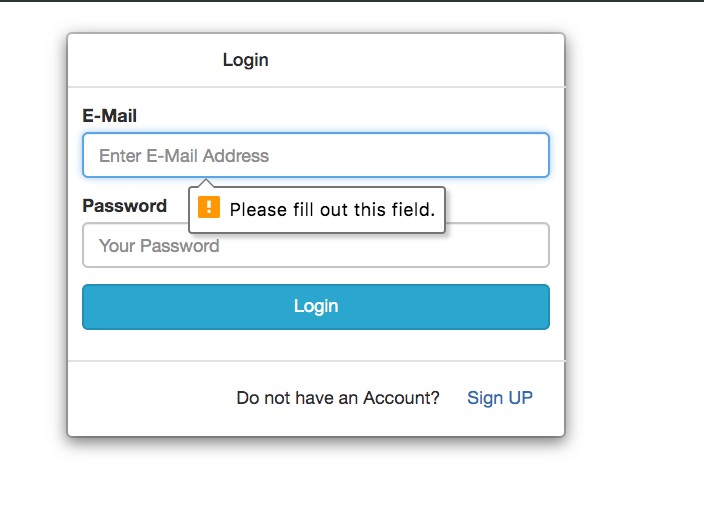 Login
E-Mail
Enter E-Mail Address
Password
! Please fill out this field.
Your Password
Login
Do not have an Account? Sign UP